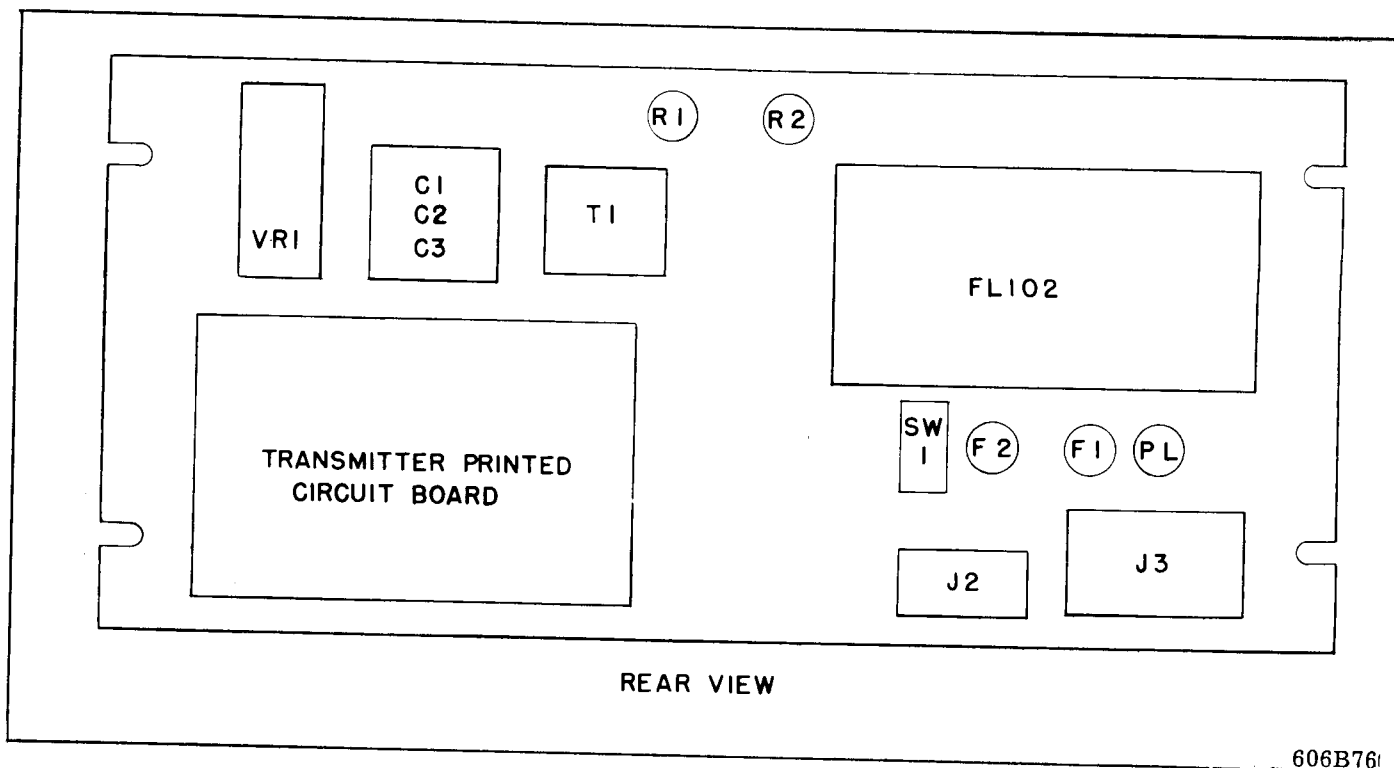 R1
R2
C1
C2
C3
T1
VR1
FL102
SW
1
F2
F1
PL
TRANSMITTER PRINTED
CIRCUIT BOARD
J2
J3
REAR VIEW